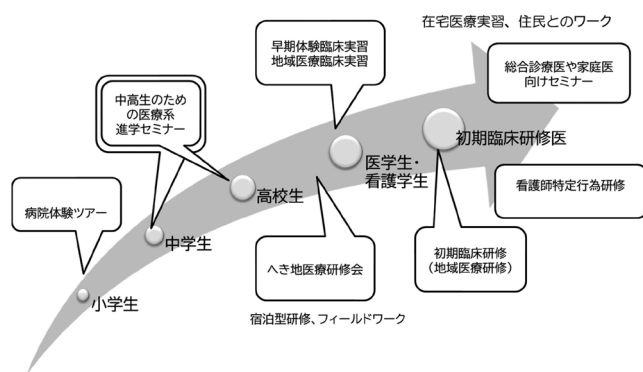 在宅医療実習、住民とのワーク
早期体験臨床実習
地域医療臨床実習
総合診療医や家庭医
向けセミナー
中高生のため
の医療系
進学セミナー
初期臨床研修医
医学生・
看護学生
高校生
看護師特定行為研修
病院体験ツアー
中学生
へき地医療研修会
初期臨床研修
（地域医療研修）
小学生
宿泊型研修、フィールドワーク